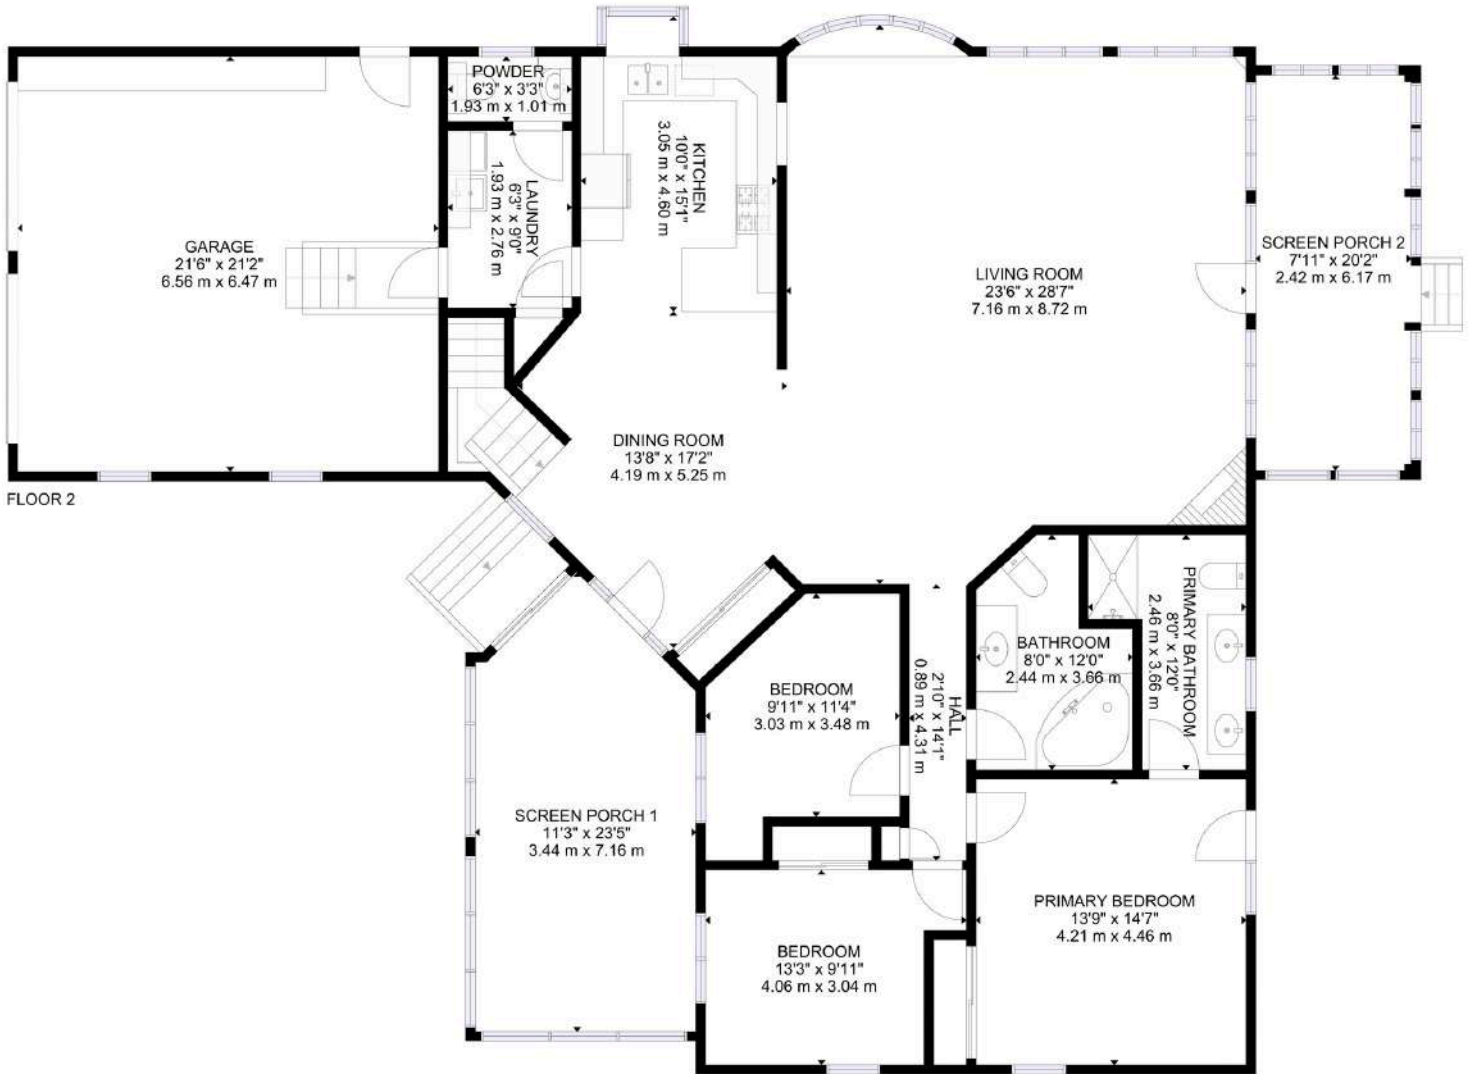 POWDER
6'3" x 3'3"
1.93 m x 1.01 m
KITCHEN
10'0" x 15'1"
3.05 m x 4.60 m
LAUNDRY
6'3" x 9'0"
1.93 m x 2.76 m
GARAGE
21'6" x 21'2"
6.56 m x 6.47 m
LIVING ROOM
23'6" x 28'7"
7.16 m x 8.72 m
SCREEN PORCH 2
7'11" x 20'2"
2.42 m x 6.17 m
DINING ROOM
13'8" x 17'2"
4.19 m x 5.25 m
FLOOR 2
PRIMARY BATHROOM
8'0" x 12'0"
2.46 m x 3.66 m
BATHROOM
8'0" x 12'0"
2.44 m x 3.66 m
BEDROOM
9'11" x 11'4"
3.03 m x 3.48 m
HALL
2'10" x 14'1"
0.89 m x 4.31 m
SCREEN PORCH 1
11'3" x 23'5"
3.44 m x 7.16 m
PRIMARY BEDROOM
13'9" x 14'7"
4.21 m x 4.46 m
BEDROOM
13'3" x 9'11"
4.06 m x 3.04 m